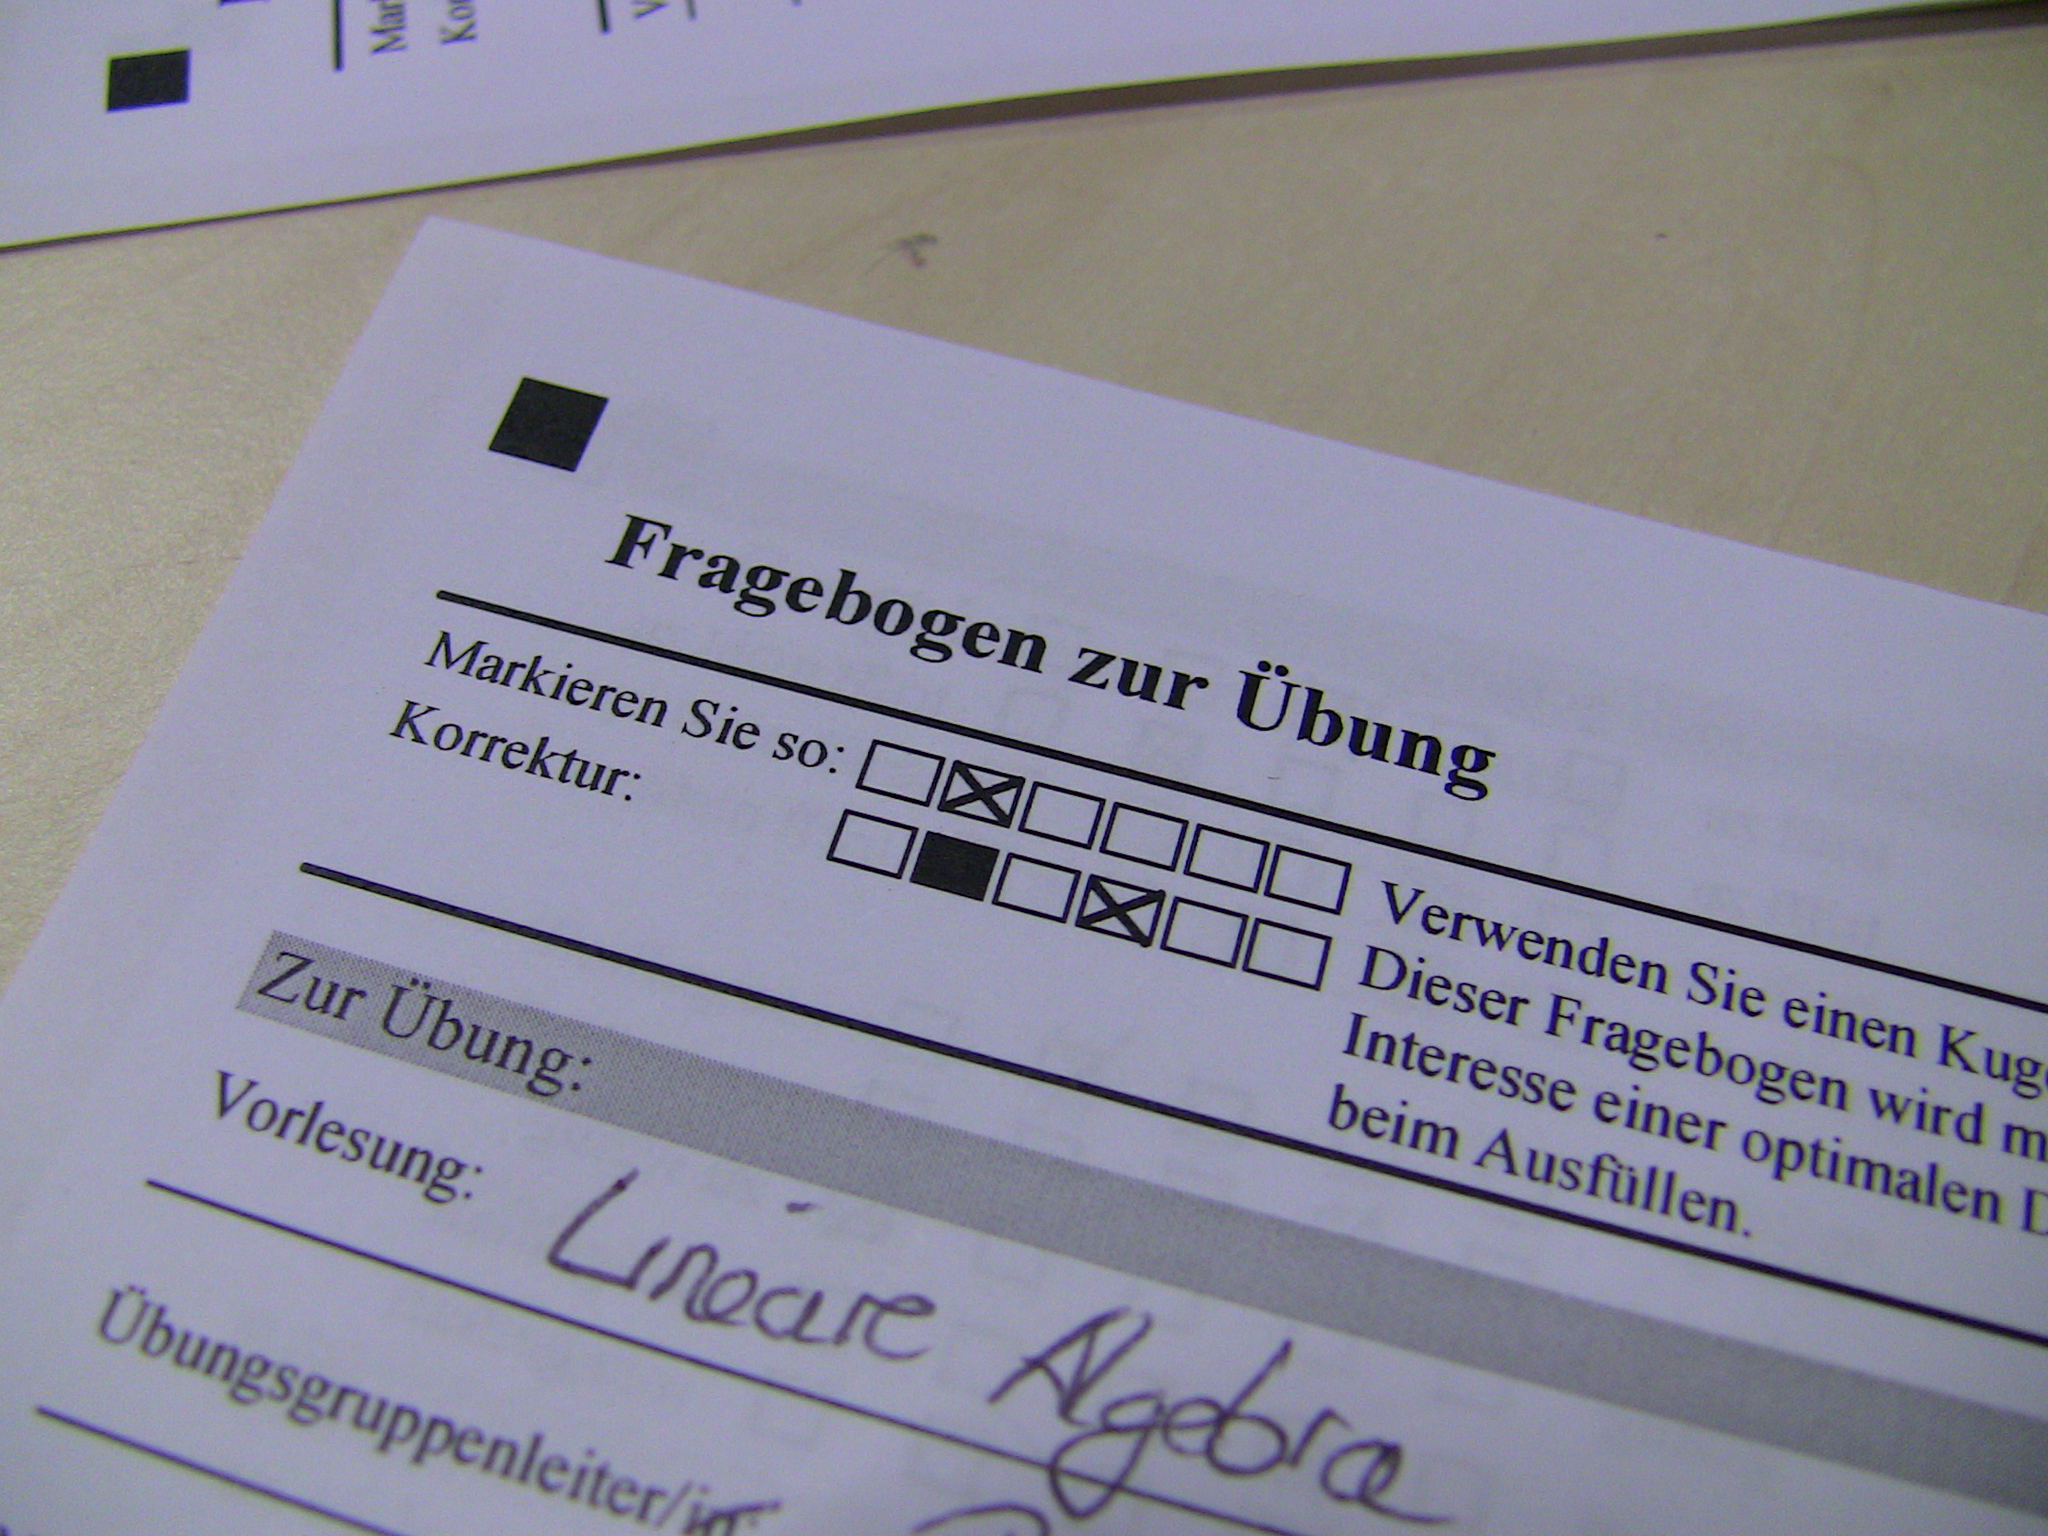 Fragebogen zur Übung
Markieren Sie so:
Korrektur:
Verwenden Sie einen
Dieser Fragebogen wird
Interesse einer optimalen
beim Ausfüllen.
Zur Übung:
Vorlesung: Lineare Algebra
Übungsgruppenleiter/in: